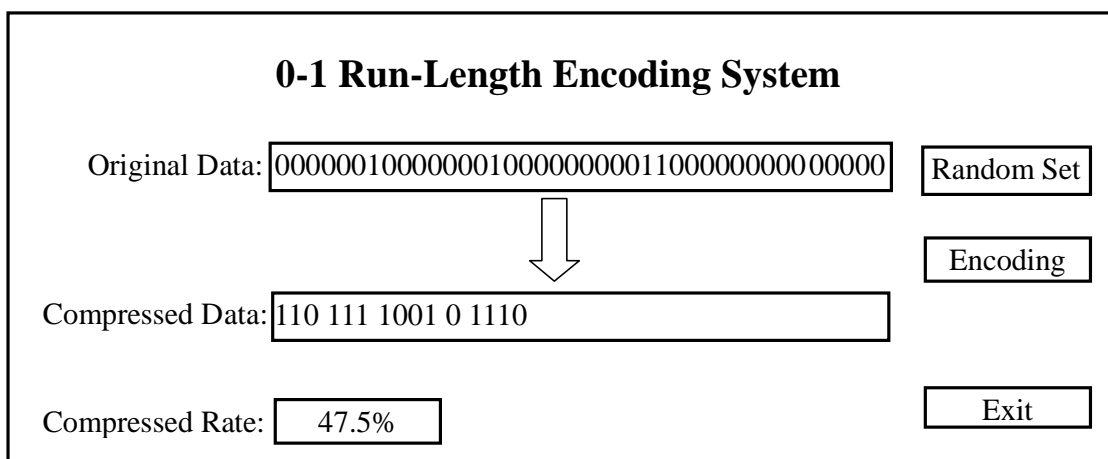 0-1 Run-Length Encoding System
Original Data: 0000001000000010000000001100000000000000 Random Set
Encoding
Compressed Data: 110 111 1001 0 1110
Compressed Rate: 47.5% Exit